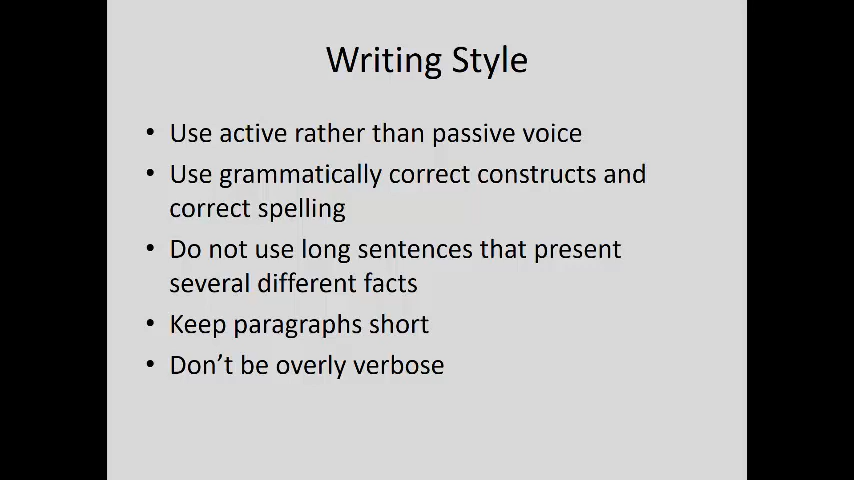 Writing Style
• Use active rather than passive voice
• Use grammatically correct constructs and
correct spelling
• Do not use long sentences that present
several different facts
• Keep paragraphs short
• Don’t be overly verbose